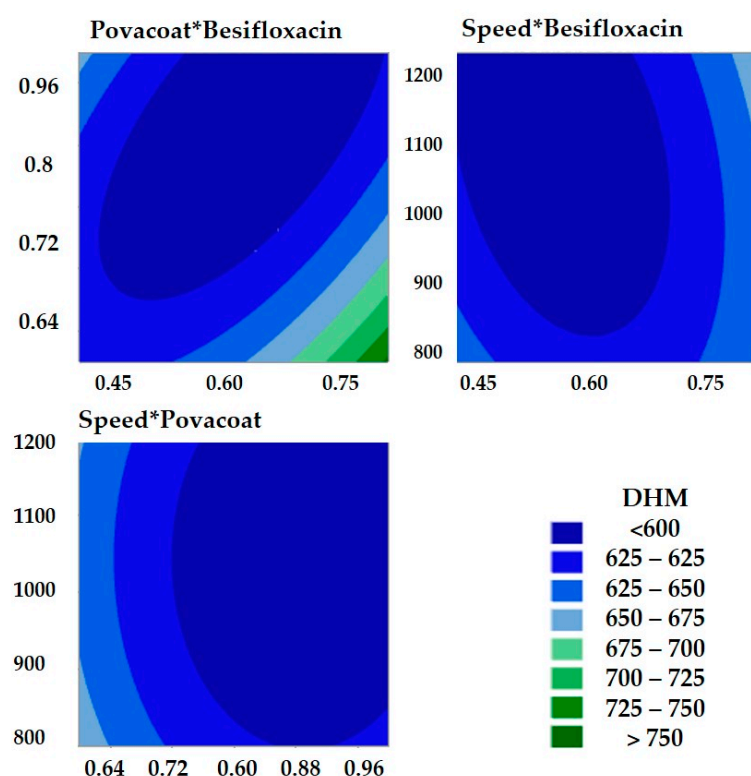 Povacoat*Besifloxacin
0.96
0.8
0.72
0.64
0.45 0.60 0.75
Speed*Besifloxacin
1200
1100
1000
900
800
0.45 0.60 0.75
Speed*Povacoat
1200
1100
1000
900
800
0.64 0.72 0.60 0.88 0.96
DHM
<600
625 – 625
625 – 650
650 – 675
675 – 700
700 – 725
725 – 750
> 750